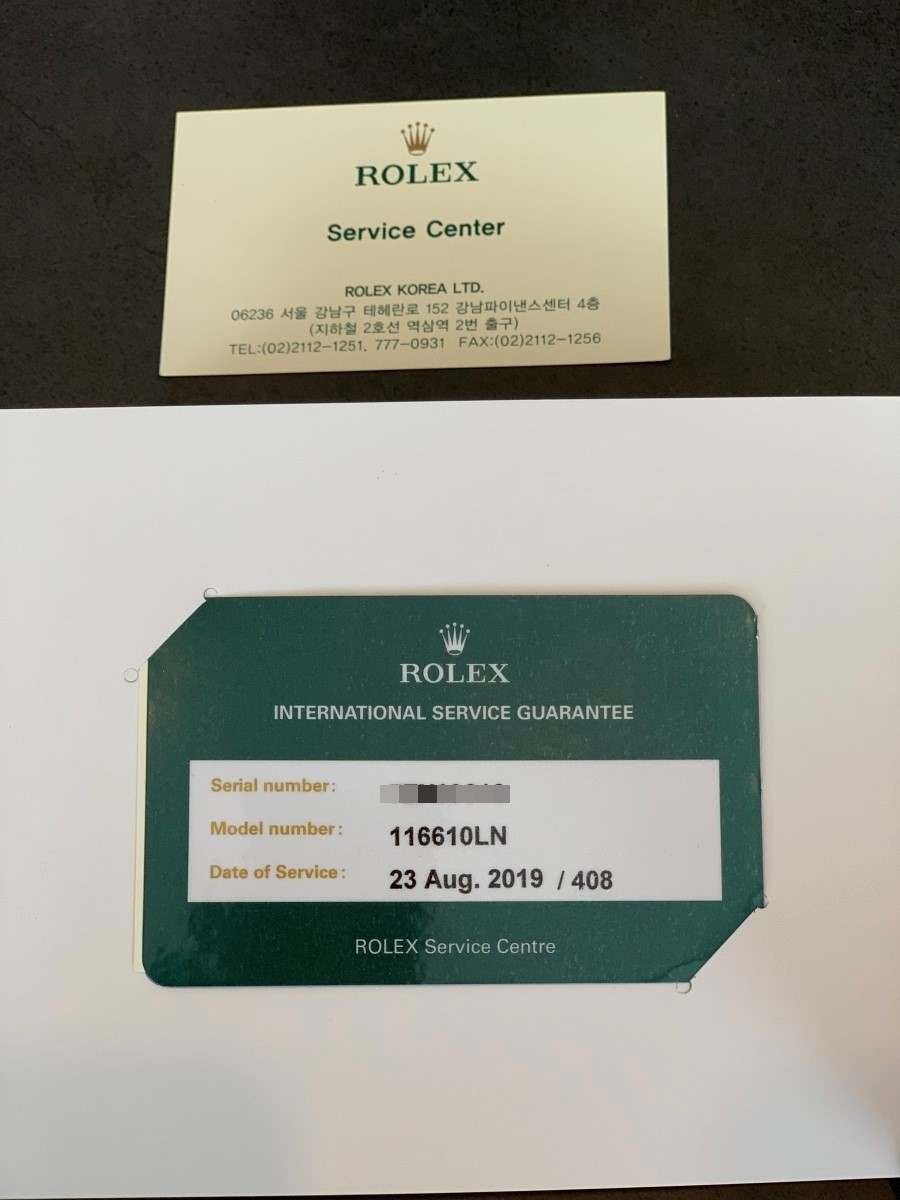 ROLEX
Service Center
ROLEX KOREA LTD.
06236 서울 강남구 테헤란로 152 강남파이낸스센터 4층
(지하철 2호선 역삼역 2번 출구)
TEL:(02)2112-1251, 777-0931 FAX:(02)2112-1256
ROLEX
INTERNATIONAL SERVICE GUARANTEE
Serial number:
Model number: 116610LN
Date of Service: 23 Aug. 2019 / 408
ROLEX Service Centre